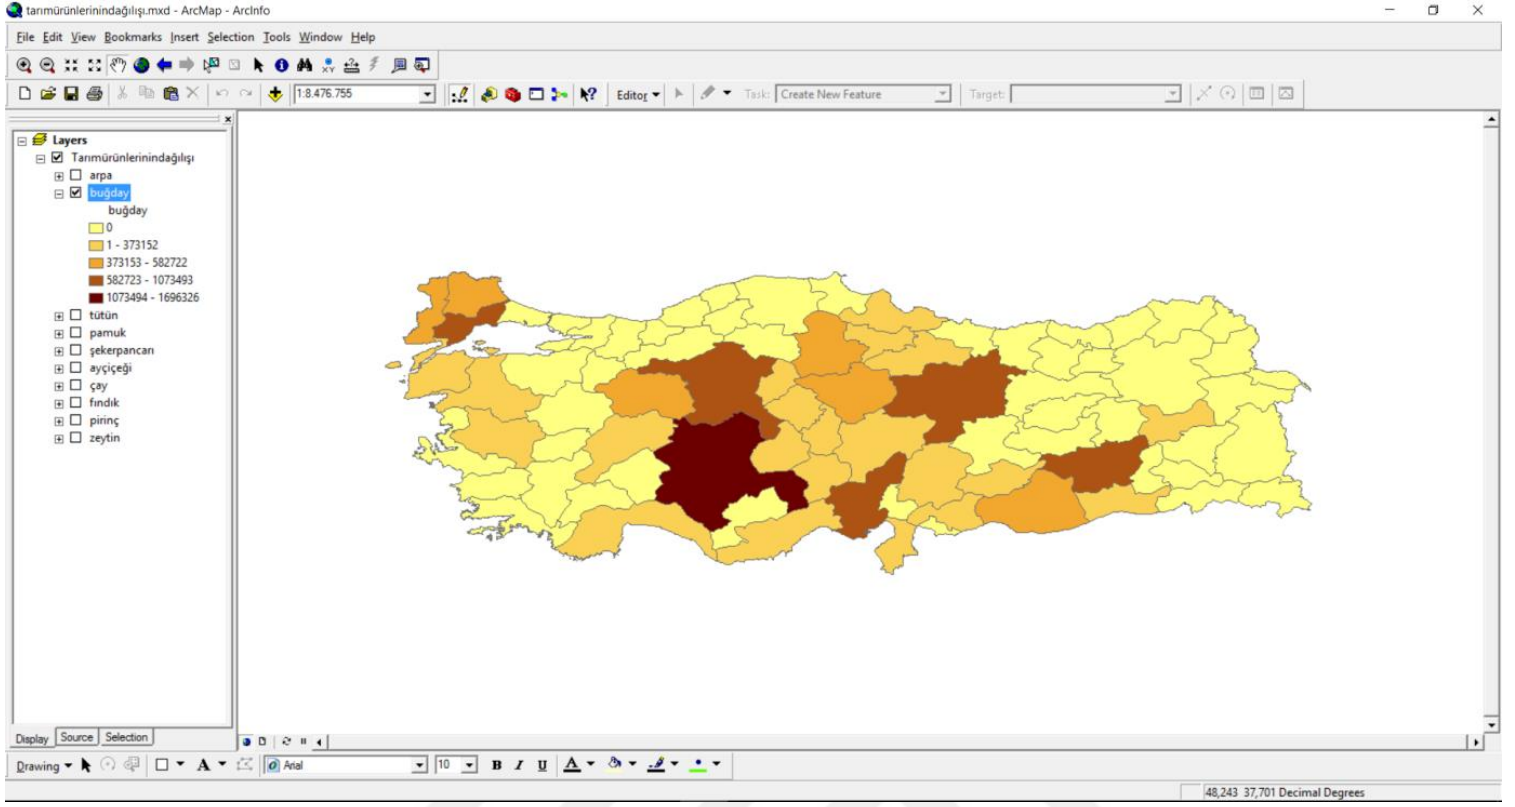 tarımürünlerinindağılışı.mxd - ArcMap - ArcInfo
File Edit View Bookmarks Insert Selection Tools Window Help
1:8.476.755 Editor Task: Create New Feature Target:
Layers
Tarımürünlerinindağılışı
arpa
buğday
buğday
0
1 - 373152
373153 - 582722
582723 - 1073493
1073494 - 1696326
tütün
pamuk
şekerpancarı
ayçiçeği
çay
fındık
pirinç
zeytin
Display Source Selection
Drawing A Arial 10 B I U A
48,243 37,701 Decimal Degrees